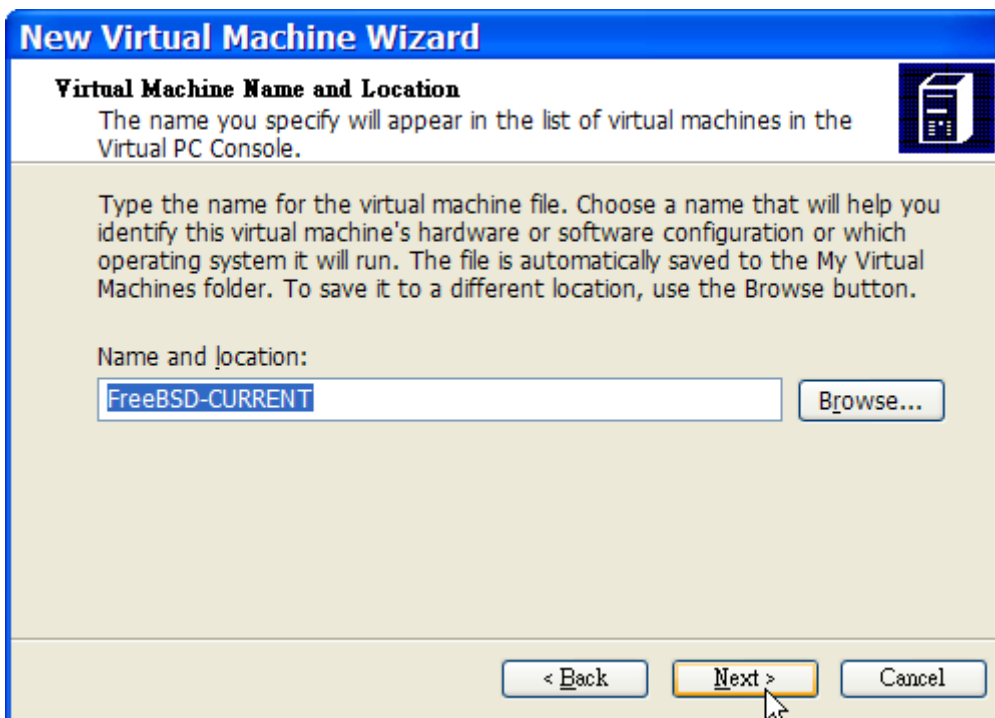 New Virtual Machine Wizard
Virtual Machine Name and Location
The name you specify will appear in the list of virtual machines in the
Virtual PC Console.
Type the name for the virtual machine file. Choose a name that will help you
identify this virtual machine's hardware or software configuration or which
operating system it will run. The file is automatically saved to the My Virtual
Machines folder. To save it to a different location, use the Browse button.
Name and location:
FreeBSD-CURRENT
Browse...
< Back
Next >
Cancel